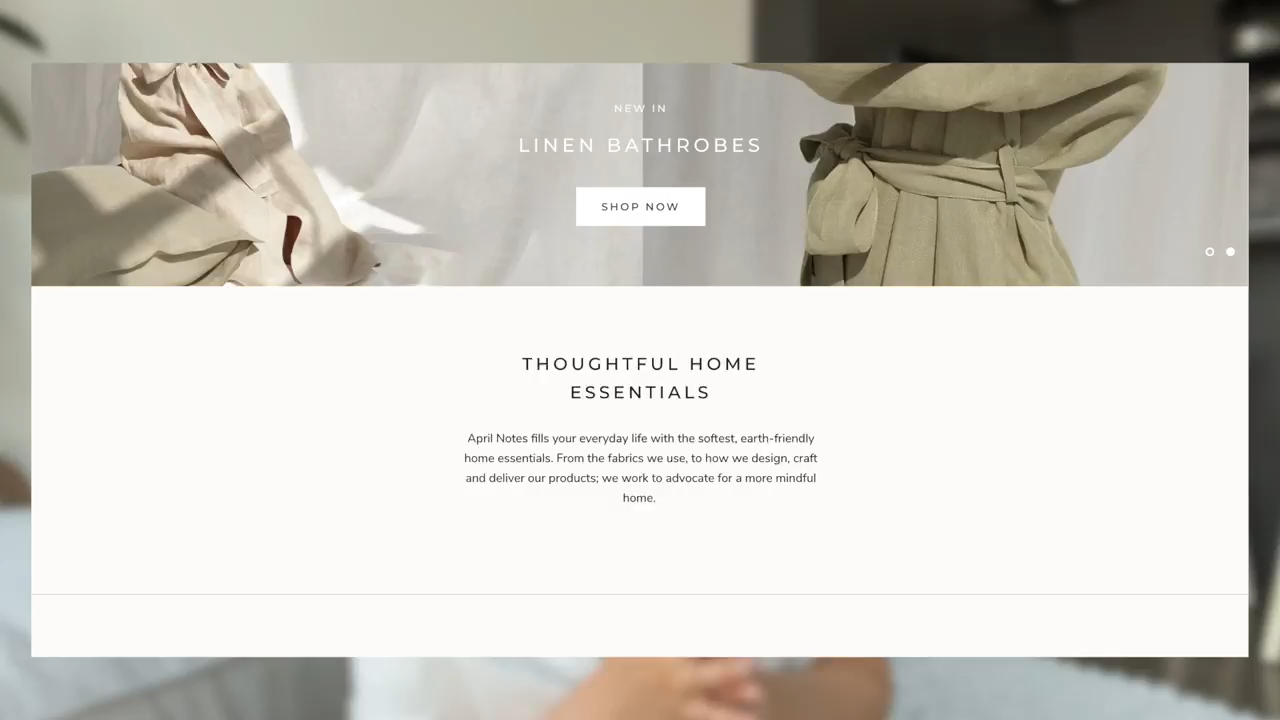 NEW IN
LINEN BATHROBES
SHOP NOW
THOUGHTFUL HOME
ESSENTIALS
April Notes fills your everyday life with the softest, earth-friendly
home essentials. From the fabrics we use, to how we design, craft
and deliver our products; we work to advocate for a more mindful
home.